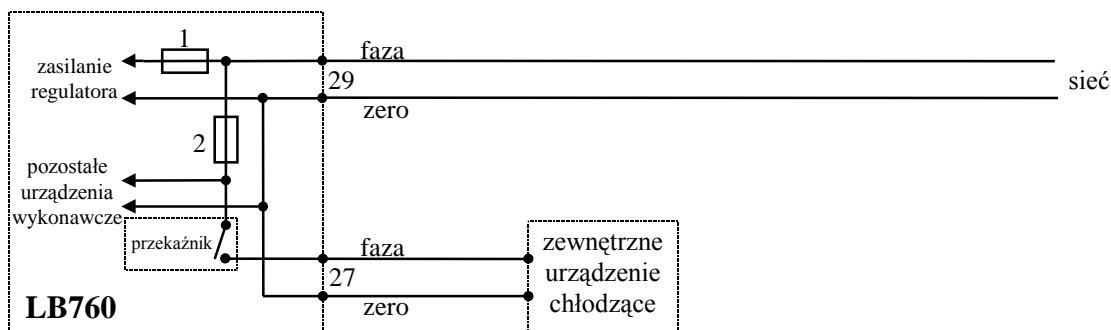 1
faza
zasilanie
regulatora
29
sieć
zero
2
pozostałe
urządzenia
wykonawcze
przekaźnik
faza
zewnętrzne
urządzenie
chłodzące
27
zero
LB760